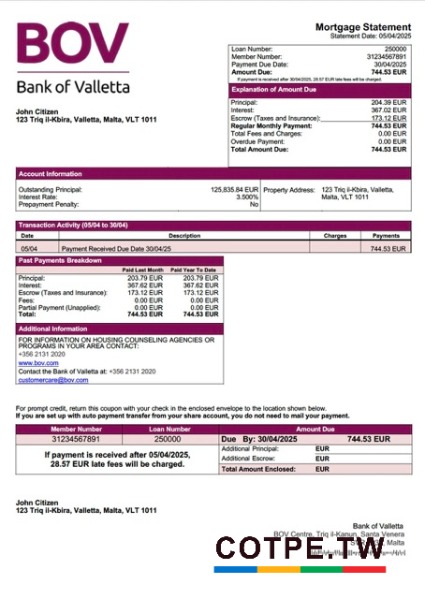 BOV
Bank of Valletta
Mortgage Statement
Statement Date: 05/04/2025
Loan Number: 250000
Member Number: 31234567891
Payment Due Date: 30/04/2025
Amount Due: 744.53 EUR
If payment is received after 30/04/2025, 28.57 EUR late fees will be charged.
John Citizen
123 Triq il-Kbira, Valletta, Malta, VLT 1011
Explanation of Amount Due
Principal: 204.39 EUR
Interest: 367.02 EUR
Escrow (Taxes and Insurance): 173.12 EUR
Regular Monthly Payment: 744.53 EUR
Total Fees and Charges: 0.00 EUR
Overdue Payment: 0.00 EUR
Total Amount Due: 744.53 EUR
Account Information
Outstanding Principal: 125,835.84 EUR
Interest Rate: 3.500%
Prepayment Penalty: No
Property Address: 123 Triq il-Kbira, Valletta,
Malta, VLT 1011
Transaction Activity (05/04 to 30/04)
Date Description Charges Payments
05/04 Payment Received Due Date 30/04/25 744.53 EUR
Past Payments Breakdown
Paid Last Month Paid Year To Date
Principal: 203.79 EUR 203.79 EUR
Interest: 367.62 EUR 367.62 EUR
Escrow (Taxes and Insurance): 173.12 EUR 173.12 EUR
Fees: 0.00 EUR 0.00 EUR
Partial Payment (Unapplied): 0.00 EUR 0.00 EUR
Total: 744.53 EUR 744.53 EUR
Additional Information
FOR INFORMATION ON HOUSING COUNSELING AGENCIES OR
PROGRAMS IN YOUR AREA CONTACT:
+356 2131 2020
www.bov.com
Contact the Bank of Valletta at: +356 2131 2020
customercare@bov.com
For prompt credit, return this coupon with your check in the enclosed envelope to the location shown below.
If you are set up with auto payment transfer from your share account, you do not need to mail your payment.
Member Number Loan Number Amount Due
31234567891 250000 Due By: 30/04/2025 744.53 EUR
If payment is received after 05/04/2025,
28.57 EUR late fees will be charged.
Additional Principal: EUR
Additional Escrow: EUR
Total Amount Enclosed: EUR
John Citizen
123 Triq il-Kbira, Valletta, Malta, VLT 1011
Bank of Valletta
BOV Centre, Triq il-Kanun, Santa Venera
Malta
COTPE.TW